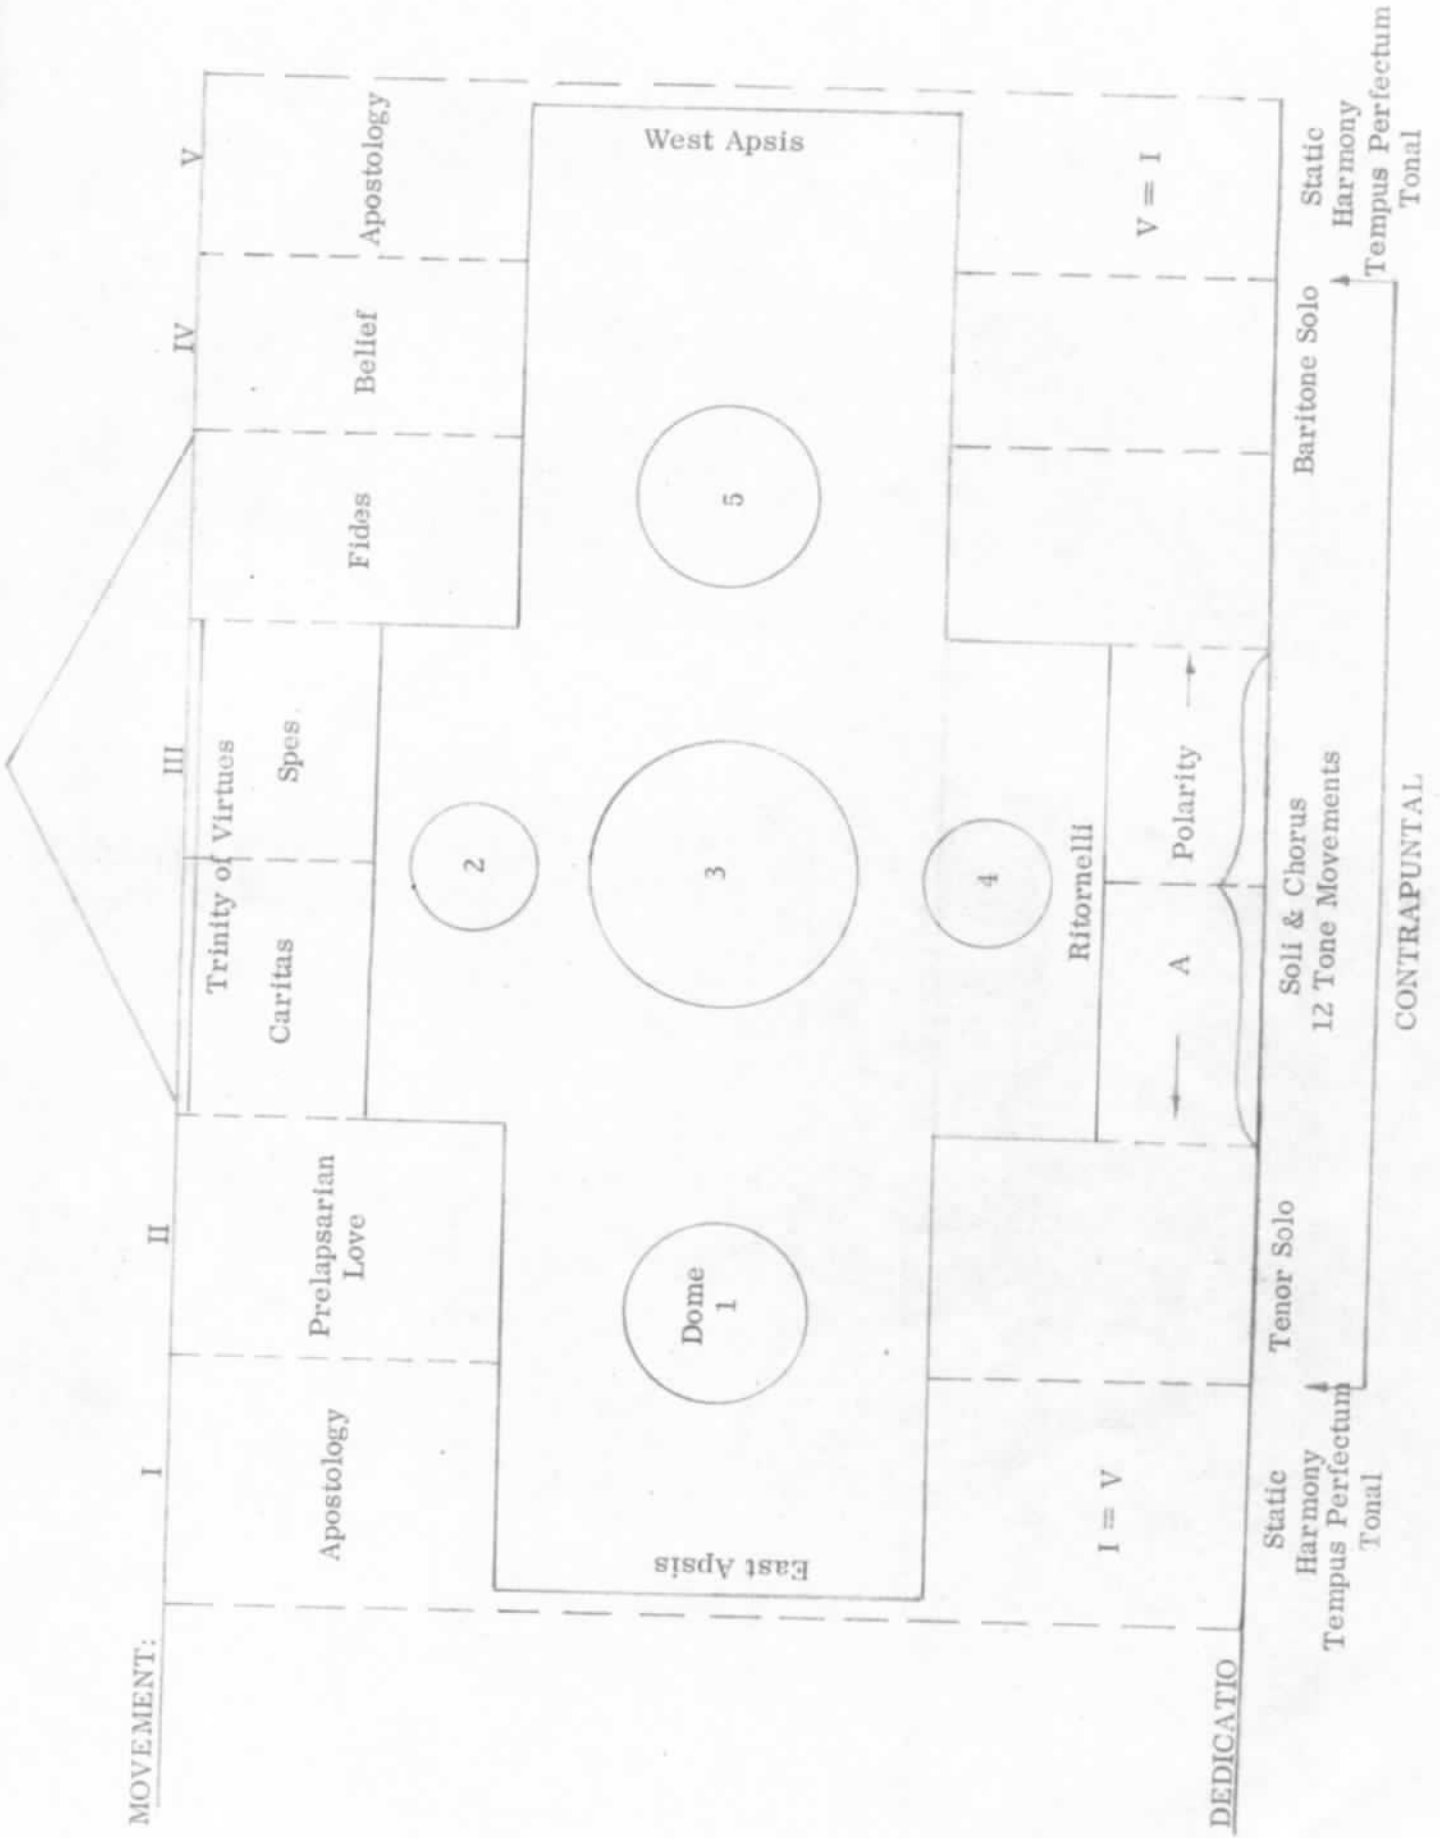 MOVEMENT:
I
II
III
IV
V
Trinity of Virtues
Apostology
Prelapsarian
Love
Caritas
Spes
Fides
Belief
Apostology
East Apsis
Dome
1
2
3
4
5
West Apsis
Ritornelli
I = V
A
Polarity
V = I
DEDICATIO
Static
Harmony
Tempus Perfectum
Tonal
Tenor Solo
Soli & Chorus
12 Tone Movements
Baritone Solo
Static
Harmony
Tempus Perfectum
Tonal
CONTRAPUNTAL